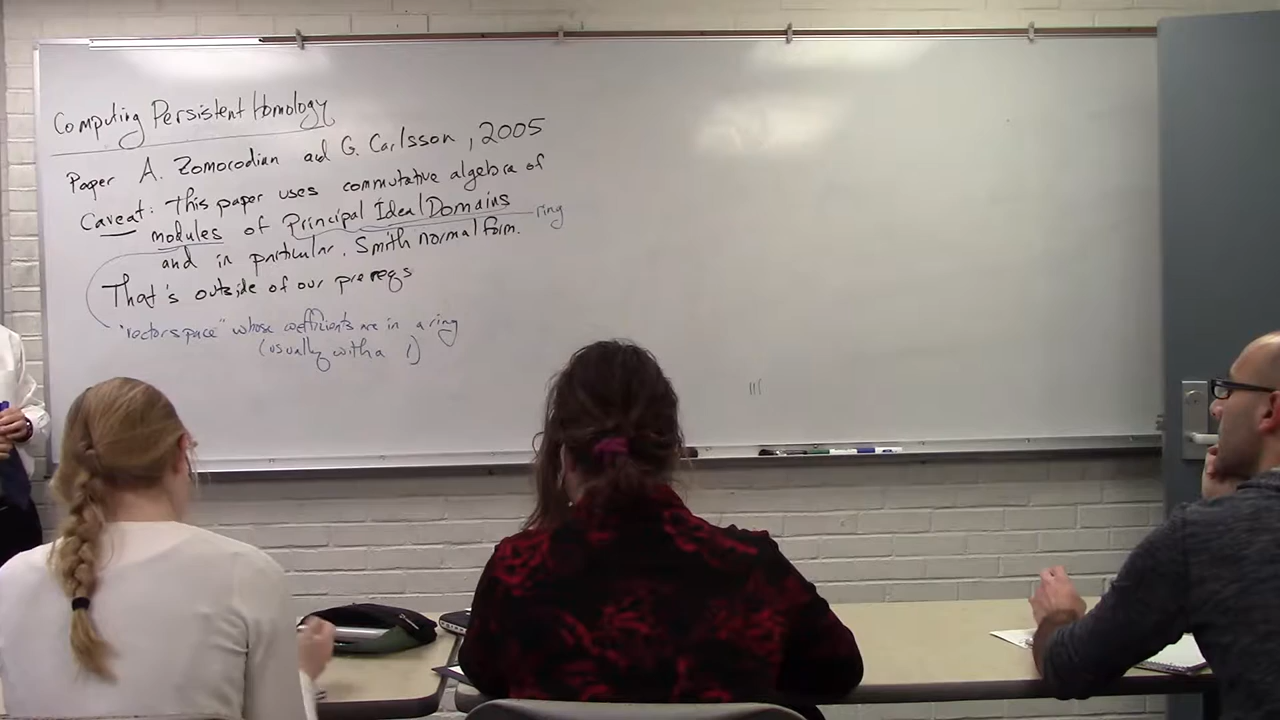 Computing Persistent Homology
Paper A. Zomorodian and G. Carlsson, 2005
Caveat: This paper uses commutative algebra of
modules of Principal Ideal Domains
ring
and in particular, Smith normal form.
That's outside of our prereqs
"vectorspace" whose coefficients are in a ring
(usually with a 1)